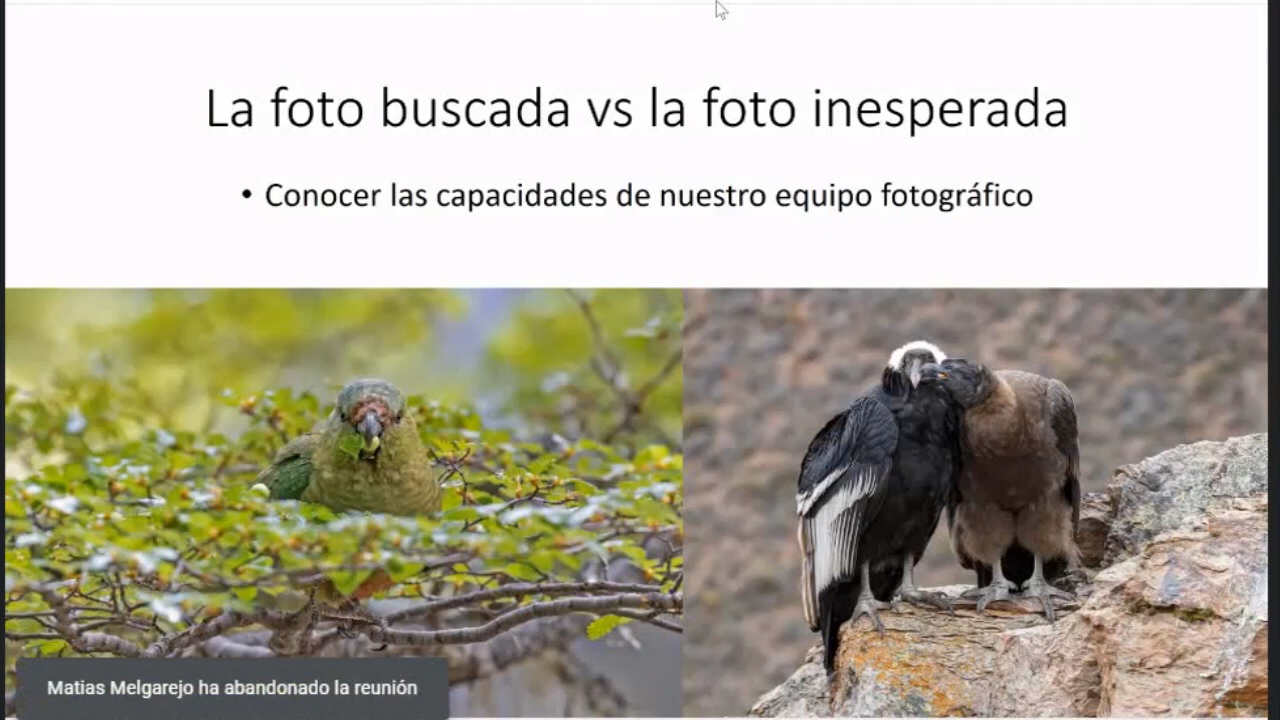 La foto buscada vs la foto inesperada
• Conocer las capacidades de nuestro equipo fotográfico
Matias Melgarejo ha abandonado la reunión